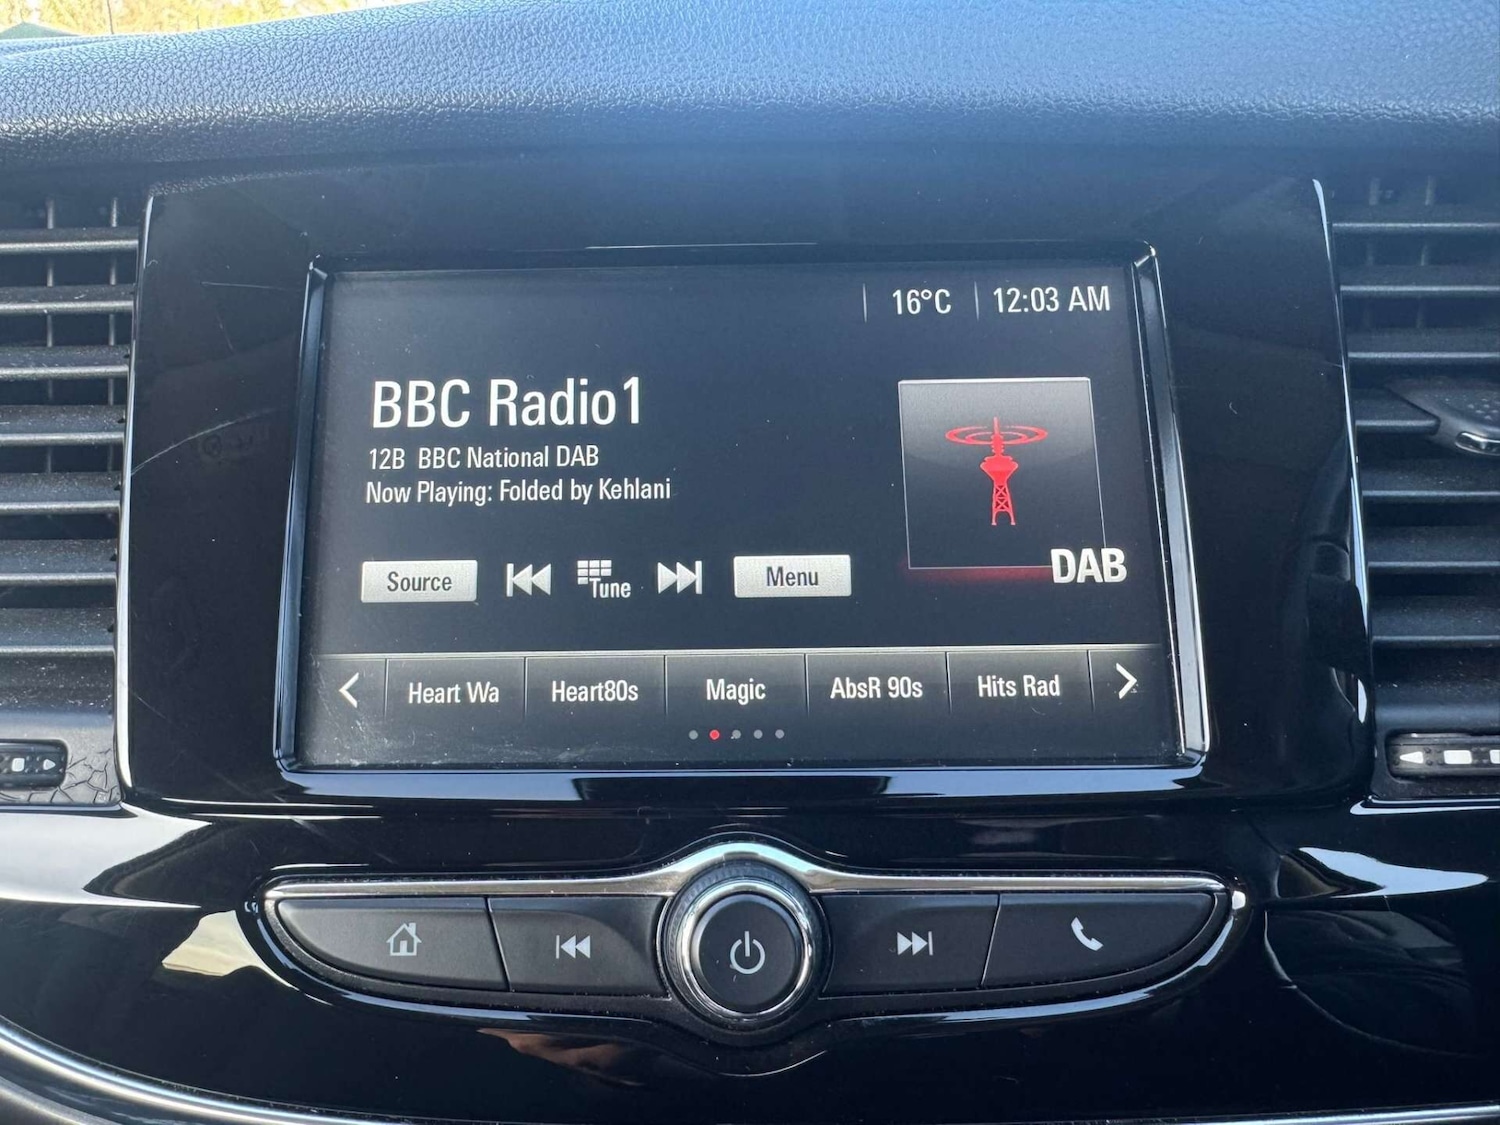 16°C 12:03 AM
BBC Radio1
12B BBC National DAB
Now Playing: Folded by Kehlani
DAB
Source Tune Menu
Heart Wa Heart80s Magic AbsR 90s Hits Rad